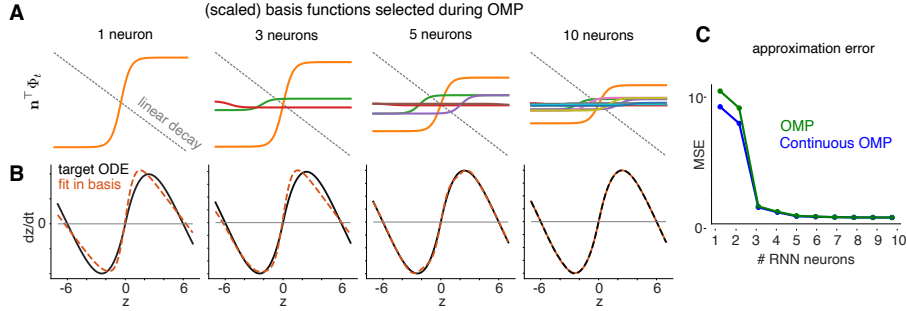 A
(scaled) basis functions selected during OMP
1 neuron
3 neurons
5 neurons
10 neurons
n⊤ Φt
linear decay
B
target ODE
fit in basis
dz/dt
0
-6 0 6
z
-6 0 6
z
-6 0 6
z
-6 0 6
z
C
approximation error
10-
OMP
Continuous OMP
MSE
0-
1 2 3 4 5 6 7 8 9 10
# RNN neurons